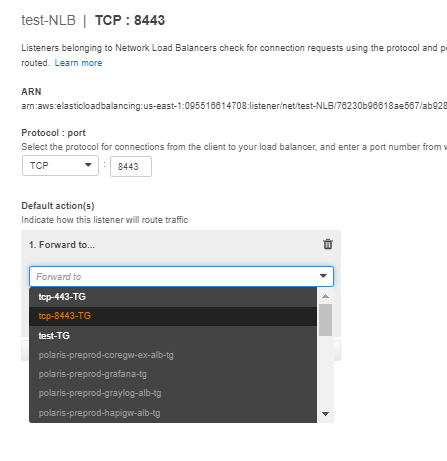 test-NLB | TCP : 8443
Listeners belonging to Network Load Balancers check for connection requests using the protocol and
routed. Learn more
ARN
arn:aws:elasticloadbalancing:us-east-1:095516614708:listener/net/test-NLB/76230b96618ae567/ab928
Protocol : port
Select the protocol for connections from the client to your load balancer, and enter a port number from
TCP : 8443
Default action(s)
Indicate how this listener will route traffic
1. Forward to...
Forward to
tcp-443-TG
tcp-8443-TG
test-TG
polaris-preprod-coregw-ex-alb-tg
polaris-preprod-grafana-tg
polaris-preprod-graylog-alb-tg
polaris-preprod-hapigw-alb-tg